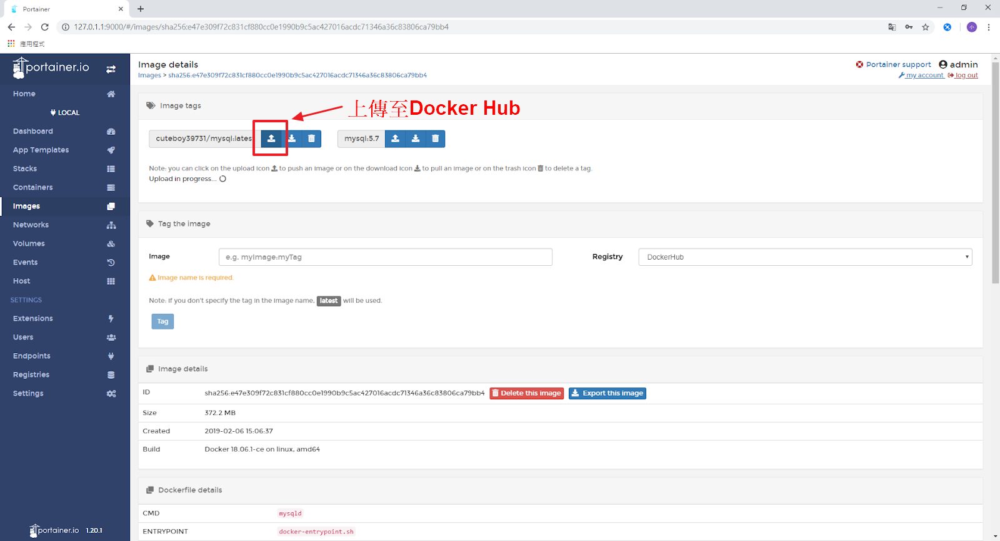 Portainer
127.0.1.1:9000/#/images/sha256:e47e309f72c831cf880cc0e1990b9c5ac427016acdc71346a36c83806ca79bb4
小
應用程式
portainer.io
Home
LOCAL
Dashboard
App Templates
Stacks
Containers
Images
Networks
Volumes
Events
Host
SETTINGS
Extensions
Users
Endpoints
Registries
Settings
portainer.io 1.20.1
Image details
Images > sha256:e47e309f72c831cf880cc0e1990b9c5ac427016acdc71346a36c83806ca79bb4
Portainer support admin
my account log out
Image tags
上傳至Docker Hub
cuteboy39731/mysql:latest mysql:5.7
Note: you can click on the upload icon to push an image or on the download icon to pull an image or on the trash icon to delete a tag.
Upload in progress...
Tag the image
Image e.g. myImage:myTag Registry DockerHub
Image name is required.
Note: if you don't specify the tag in the image name, latest will be used.
Tag
Image details
ID sha256:e47e309f72c831cf880cc0e1990b9c5ac427016acdc71346a36c83806ca79bb4 Delete this image Export this image
Size 372.2 MB
Created 2019-02-06 15:06:37
Build Docker 18.06.1-ce on linux, amd64
Dockerfile details
CMD mysqld
ENTRYPOINT docker-entrypoint.sh